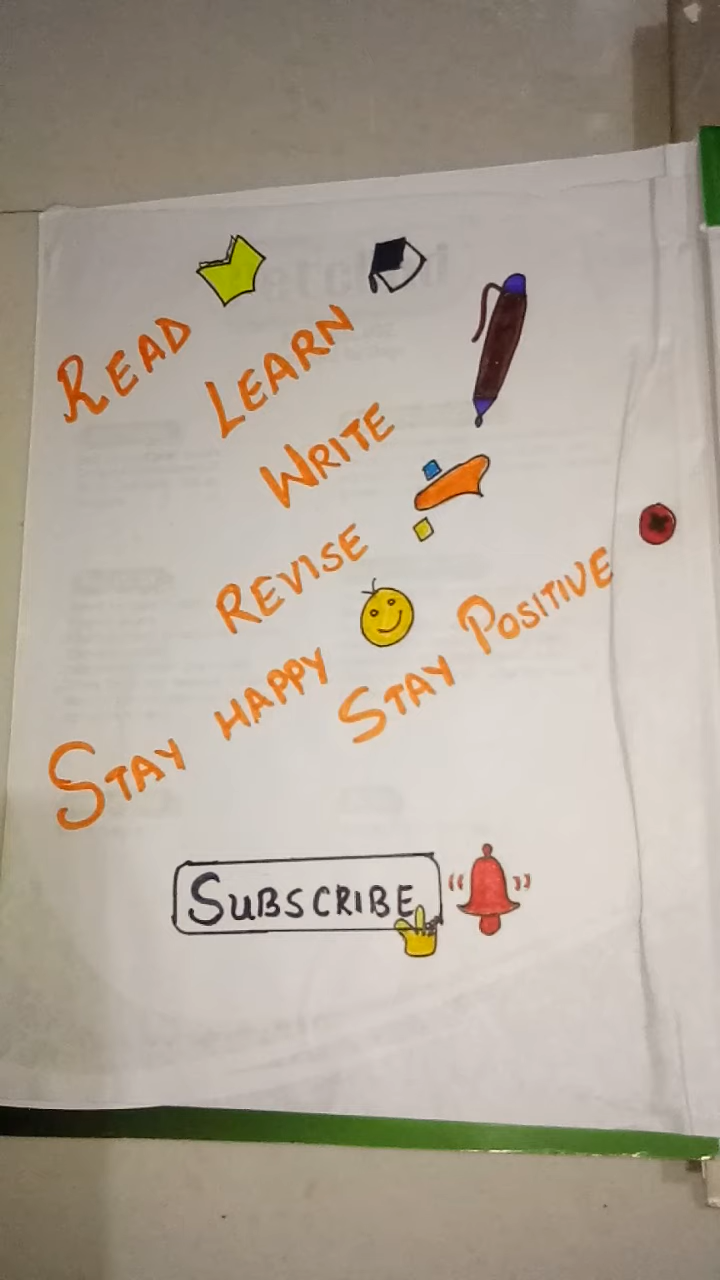 READ
LEARN
WRITE
REVISE
STAY HAPPY
STAY POSITIVE
SUBSCRIBE